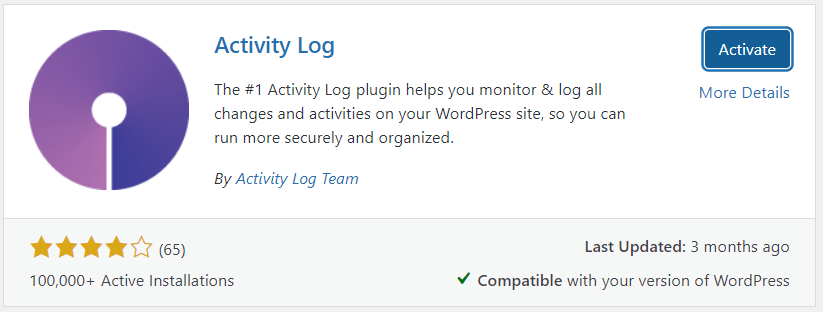 Activity Log
Activate
The #1 Activity Log plugin helps you monitor & log all
More Details
changes and activities on your WordPress site, so you can
run more securely and organized.
By Activity Log Team
(65)
Last Updated: 3 months ago
100,000+ Active Installations
Compatible with your version of WordPress